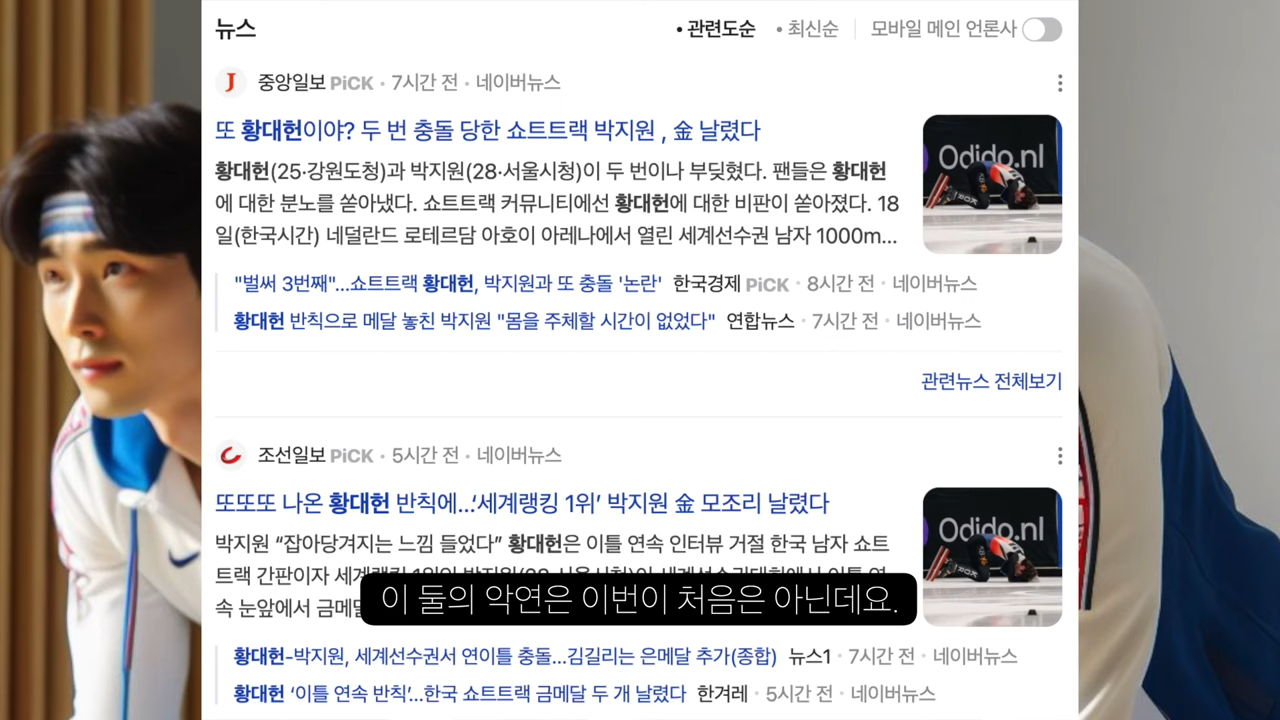 뉴스
• 관련도순 • 최신순 모바일 메인 언론사
중앙일보 PiCK · 7시간 전 · 네이버뉴스
또 황대헌이야? 두 번 충돌 당한 쇼트트랙 박지원 , 金 날렸다
황대헌(25·강원도청)과 박지원(28·서울시청)이 두 번이나 부딪혔다. 팬들은 황대헌
에 대한 분노를 쏟아냈다. 쇼트트랙 커뮤니티에선 황대헌에 대한 비판이 쏟아졌다. 18
일(한국시간) 네덜란드 로테르담 아호이 아레나에서 열린 세계선수권 남자 1000m...
Odido.nl
"벌써 3번째"...쇼트트랙 황대헌, 박지원과 또 충돌 '논란' 한국경제 PiCK · 8시간 전 · 네이버뉴스
황대헌 반칙으로 메달 놓친 박지원 "몸을 주체할 시간이 없었다" 연합뉴스 · 7시간 전 · 네이버뉴스
관련뉴스 전체보기
조선일보 PiCK · 5시간 전 · 네이버뉴스
또또또 나온 황대헌 반칙에...‘세계랭킹 1위’ 박지원 金 모조리 날렸다
박지원 “잡아당겨지는 느낌 들었다” 황대헌은 이틀 연속 인터뷰 거절 한국 남자 쇼트
트랙 간판이자
속 눈앞에서
Odido.nl
이 둘의 악연은 이번이 처음은 아닌데요.
황대헌-박지원, 세계선수권서 연이틀 충돌...김길리는 은메달 추가(종합) 뉴스1 · 7시간 전 · 네이버뉴스
황대헌 ‘이틀 연속 반칙’...한국 쇼트트랙 금메달 두 개 날렸다 한겨레 · 5시간 전 · 네이버뉴스